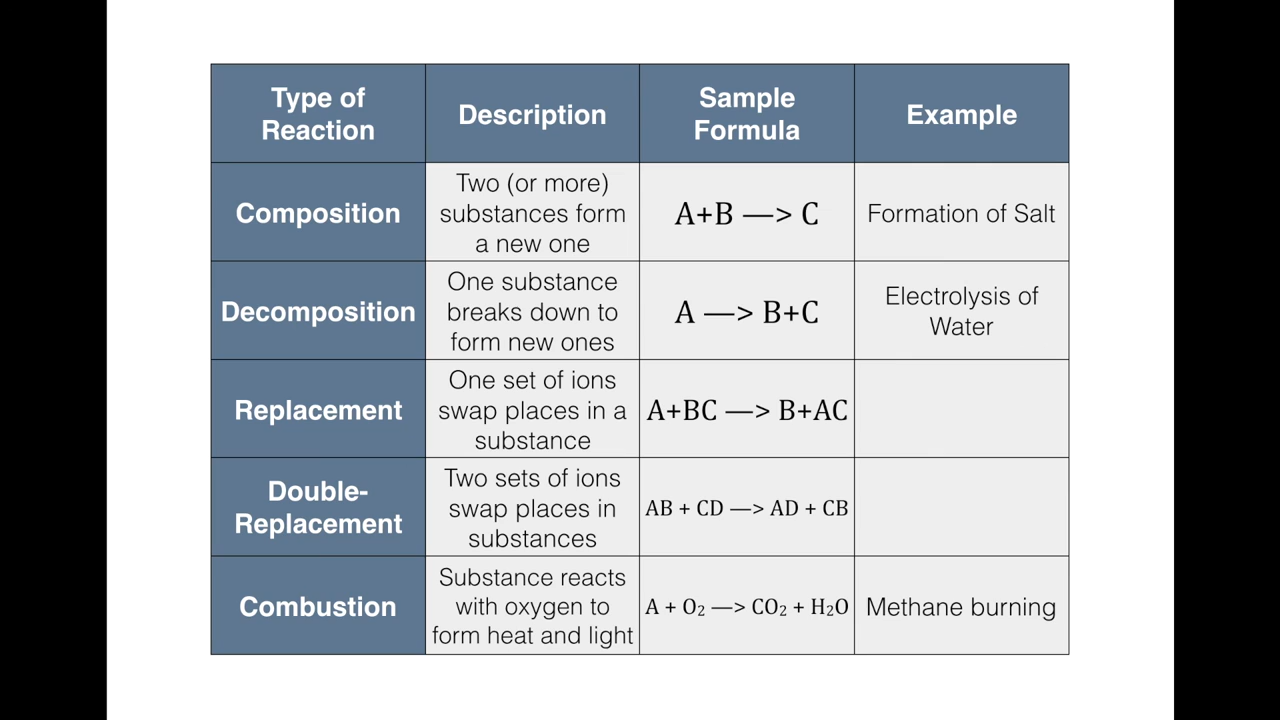 Type of
Reaction
Description
Sample
Formula
Example
Composition
Two (or more)
substances form
a new one
A+B —> C
Formation of Salt
Decomposition
One substance
breaks down to
form new ones
A —> B+C
Electrolysis of
Water
Replacement
One set of ions
swap places in a
substance
A+BC —> B+AC
Double-
Replacement
Two sets of ions
swap places in
substances
AB + CD —> AD + CB
Combustion
Substance reacts
with oxygen to
form heat and light
A + O₂ —> CO₂ + H₂O
Methane burning